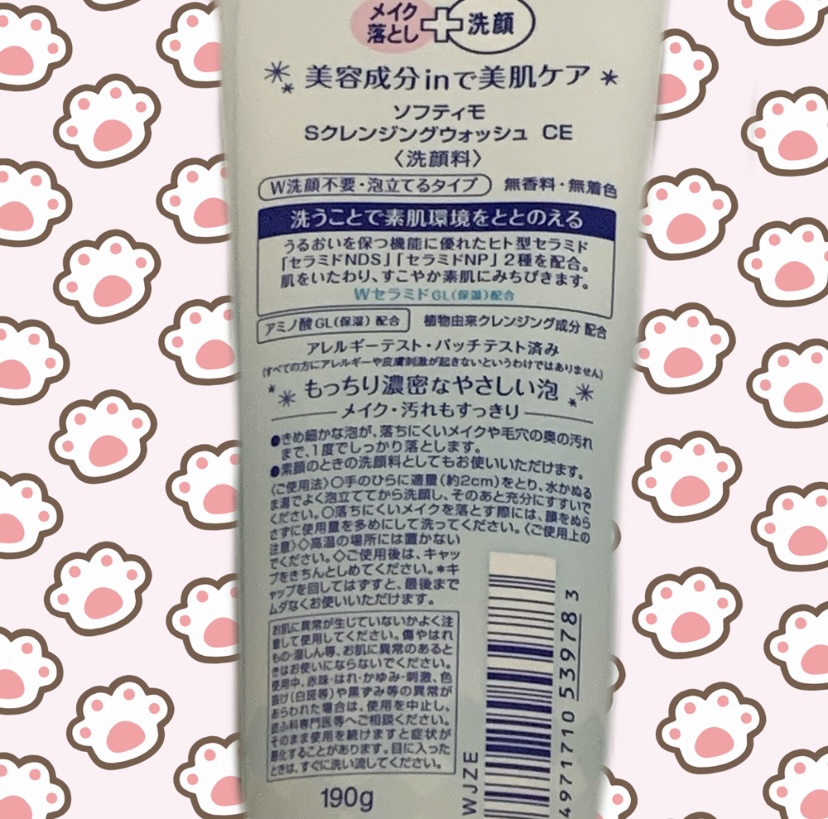 メイク落とし+洗顔
美容成分inで美肌ケア
ソフティモ
Sクレンジングウォッシュ CE
〈洗顔料〉
W洗顔不要・泡立てるタイプ 無香料・無着色
洗うことで素肌環境をととのえる
うるおいを保つ機能に優れたヒト型セラミド
「セラミドNDS」「セラミドNP」2種を配合。
肌をいたわり、すこやか素肌にみちびきます。
WセラミドGL(保湿)配合
アミノ酸GL(保湿)配合 植物由来クレンジング成分 配合
アレルギーテスト・パッチテスト済み
(すべての方にアレルギーや皮膚刺激が起きないというわけではありません)
もっちり濃密なやさしい泡
メイク・汚れもすっきり
●きめ細かな泡が、落ちにくいメイクや毛穴の奥の汚れ
まで、1度でしっかり落とします。
●素顔のときの洗顔料としてもお使いいただけます。
〈ご使用法〉○手のひらに適量(約2cm)をとり、水かぬる
ま湯でよく泡立ててから洗顔し、そのあと充分にすすいで
ください。○落ちにくいメイクを落とす際には、顔をぬら
さずに使用量を多めにして洗ってください。〈ご使用上の
注意〉◇高温の場所には置かない
でください。◇ご使用後は、キャッ
プをきちんとしめてください。*キ
ャップを回してはずすと、最後まで
ムダなくお使いいただけます。
お肌に異常が生じていないかよく注
意して使用してください。傷やはれ
もの・湿しん等、お肌に異常のあるとき
はお使いにならないでください。
使用中、赤味・はれ・かゆみ・刺激、色
抜け(白斑等)や黒ずみ等の異常が
あらわれた場合は、使用を中止し、
皮ふ科専門医等へご相談ください。
そのまま使用を続けますと症状が
悪化することがあります。目に入った
ときは、すぐに洗い流してください。
190g
WJZE
4971710 539783